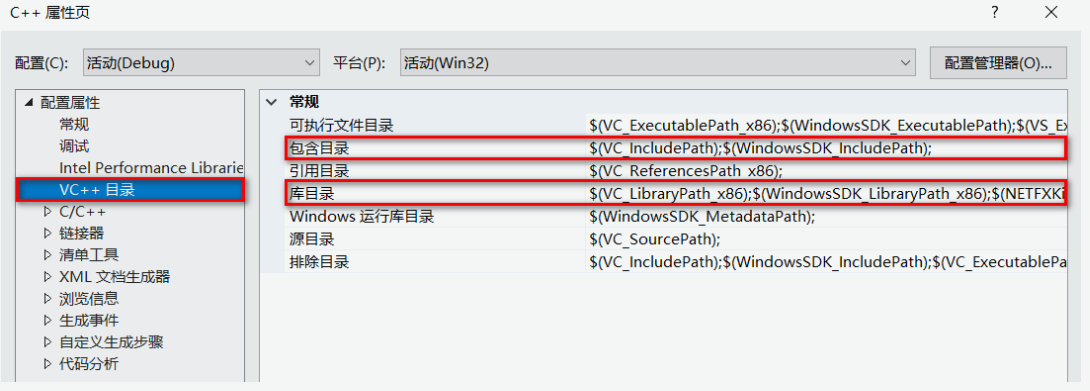 C++ 属性页
? ×
配置(C): 活动(Debug) 平台(P): 活动(Win32) 配置管理器(O)...
配置属性
常规
调试
Intel Performance Librarie
VC++ 目录
C/C++
链接器
清单工具
XML 文档生成器
浏览信息
生成事件
自定义生成步骤
代码分析
常规
可执行文件目录 $(VC_ExecutablePath_x86);$(WindowsSDK_ExecutablePath);$(VS_Ex
包含目录 $(VC_IncludePath);$(WindowsSDK_IncludePath);
引用目录 $(VC_ReferencesPath_x86);
库目录 $(VC_LibraryPath_x86);$(WindowsSDK_LibraryPath_x86);$(NETFXKi
Windows 运行库目录 $(WindowsSDK_MetadataPath);
源目录 $(VC_SourcePath);
排除目录 $(VC_IncludePath);$(WindowsSDK_IncludePath);$(VC_ExecutablePa